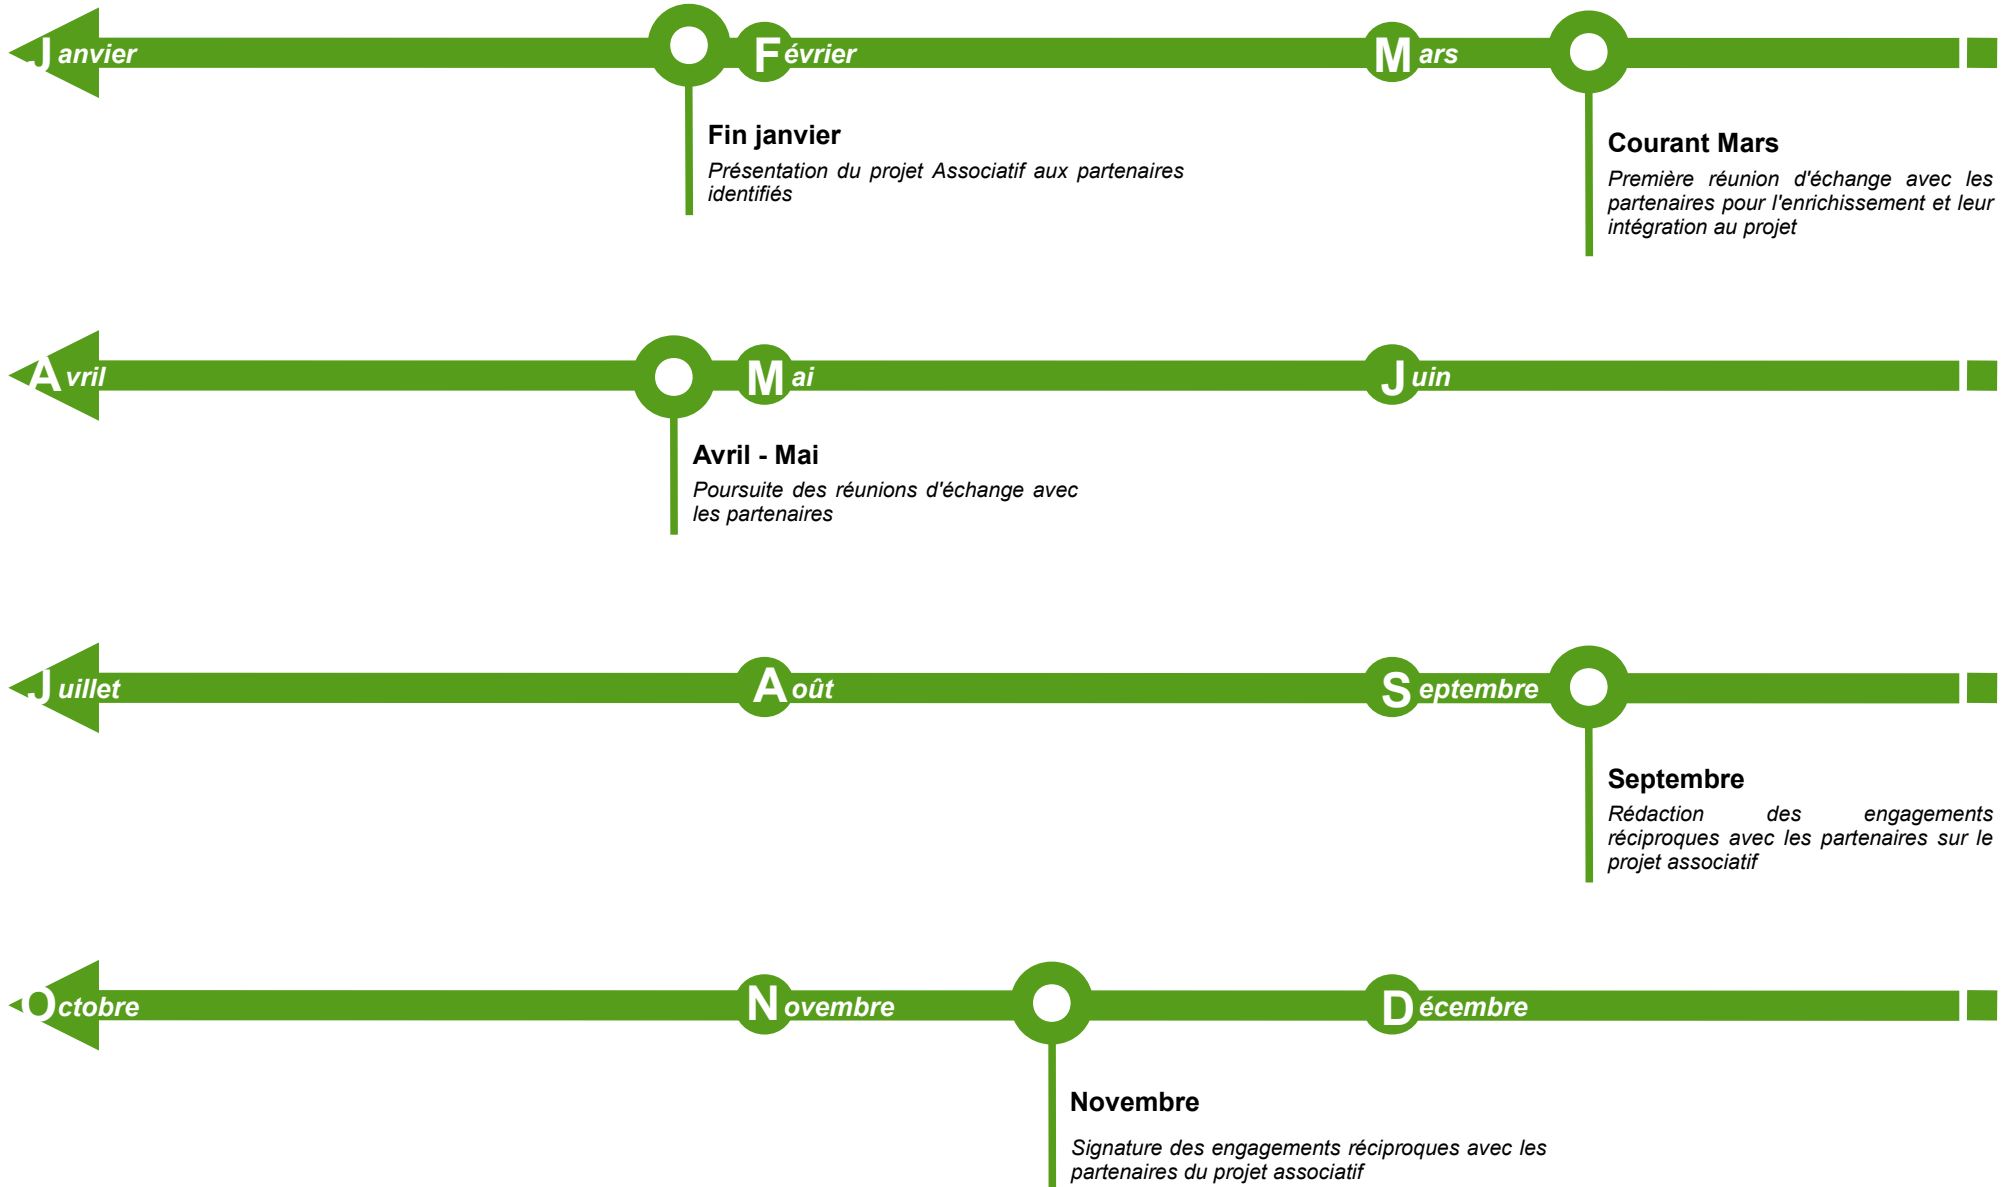 Janvier Février Mars
Fin janvier
Présentation du projet Associatif aux partenaires
identifiés
Courant Mars
Première réunion d'échange avec les
partenaires pour l'enrichissement et leur
intégration au projet
Avril Mai Juin
Avril - Mai
Poursuite des réunions d'échange avec
les partenaires
Juillet Août Septembre
Septembre
Rédaction des engagements
réciproques avec les partenaires sur le
projet associatif
Octobre Novembre Décembre
Novembre
Signature des engagements réciproques avec les
partenaires du projet associatif